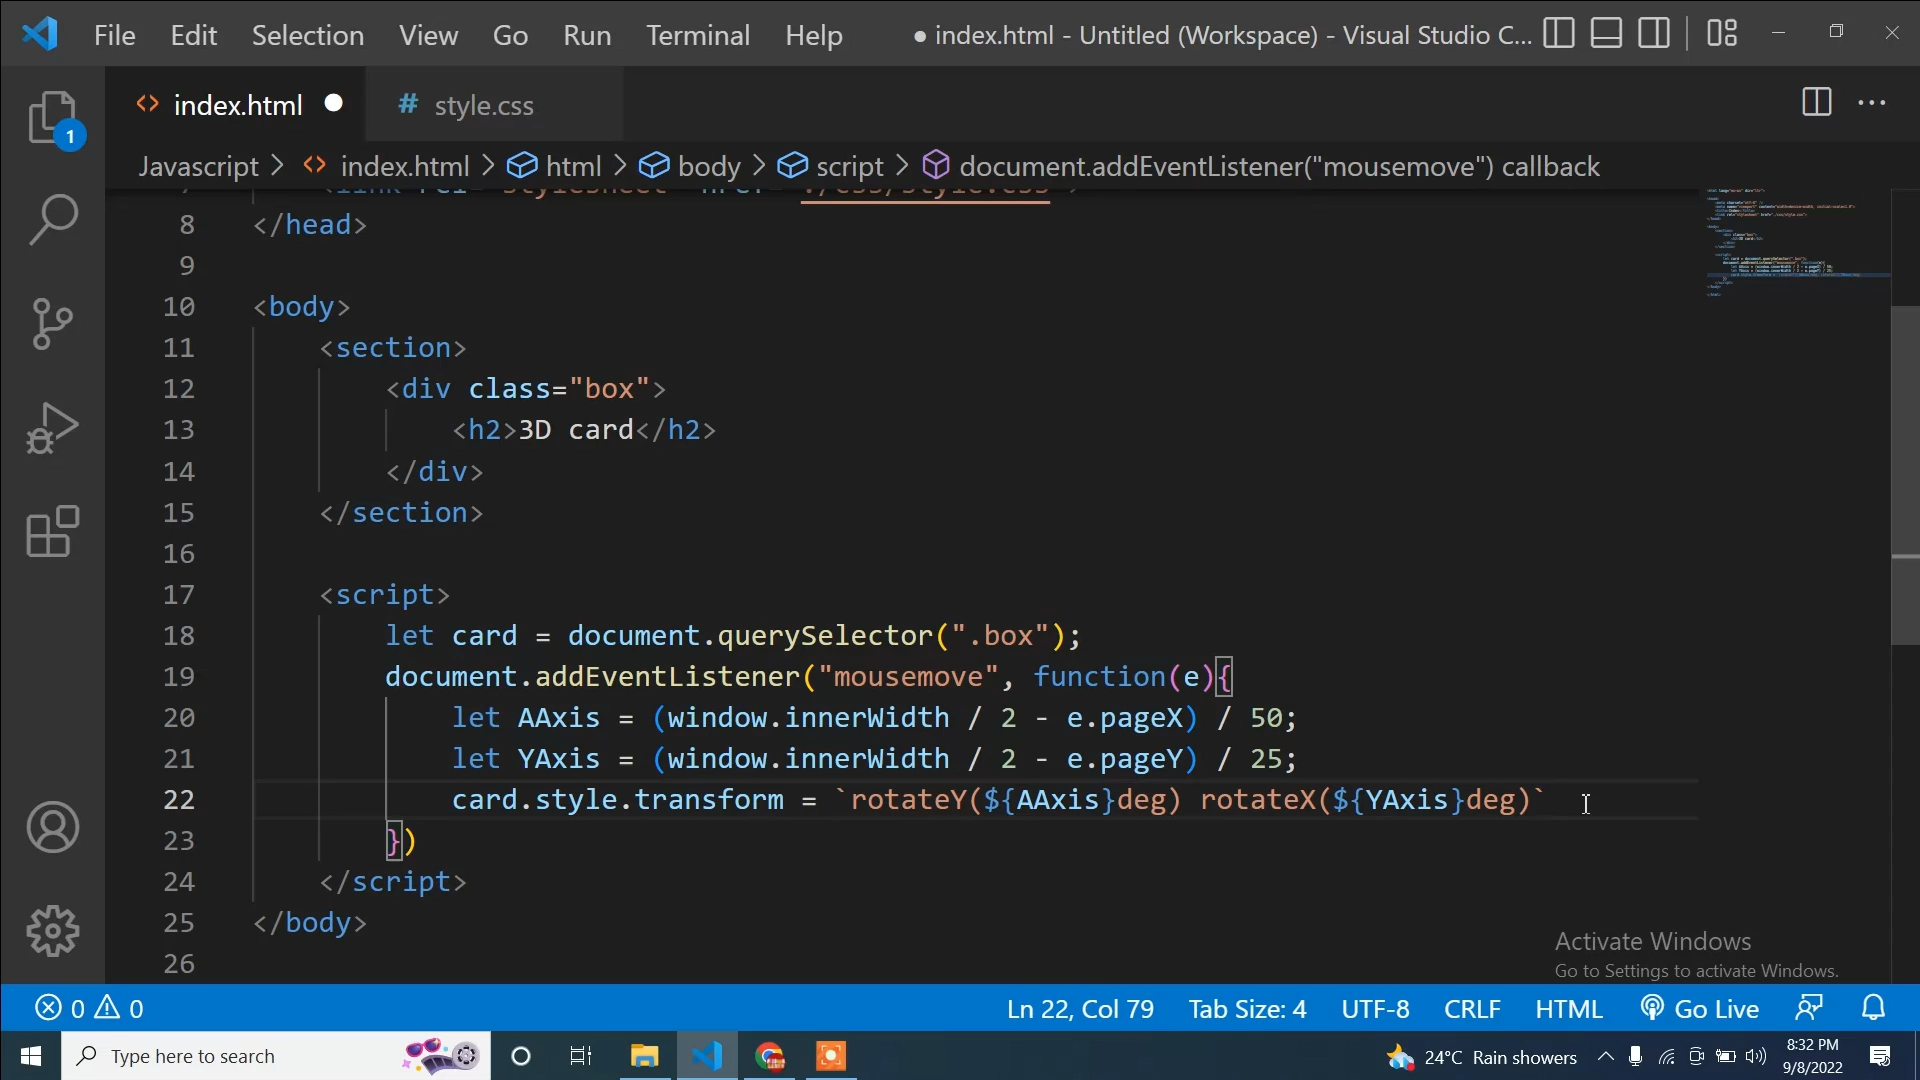 File Edit Selection View Go Run Terminal Help ● index.html - Untitled (Workspace) - Visual Studio C...
index.html ● # style.css
1
Javascript > index.html > html > body > script > document.addEventListener("mousemove") callback
8 </head>
9
10 <body>
11 <section>
12 <div class="box">
13 <h2>3D card</h2>
14 </div>
15 </section>
16
17 <script>
18 let card = document.querySelector(".box");
19 document.addEventListener("mousemove", function(e){
20 let AAxis = (window.innerWidth / 2 - e.pageX) / 50;
21 let YAxis = (window.innerWidth / 2 - e.pageY) / 25;
22 card.style.transform = `rotateY(${AAxis}deg) rotateX(${YAxis}deg)`
23 })
24 </script>
25 </body>
26
Activate Windows
Go to Settings to activate Windows.
0 0 Ln 22, Col 79 Tab Size: 4 UTF-8 CRLF HTML Go Live
Type here to search 24°C Rain showers 8:32 PM
9/8/2022